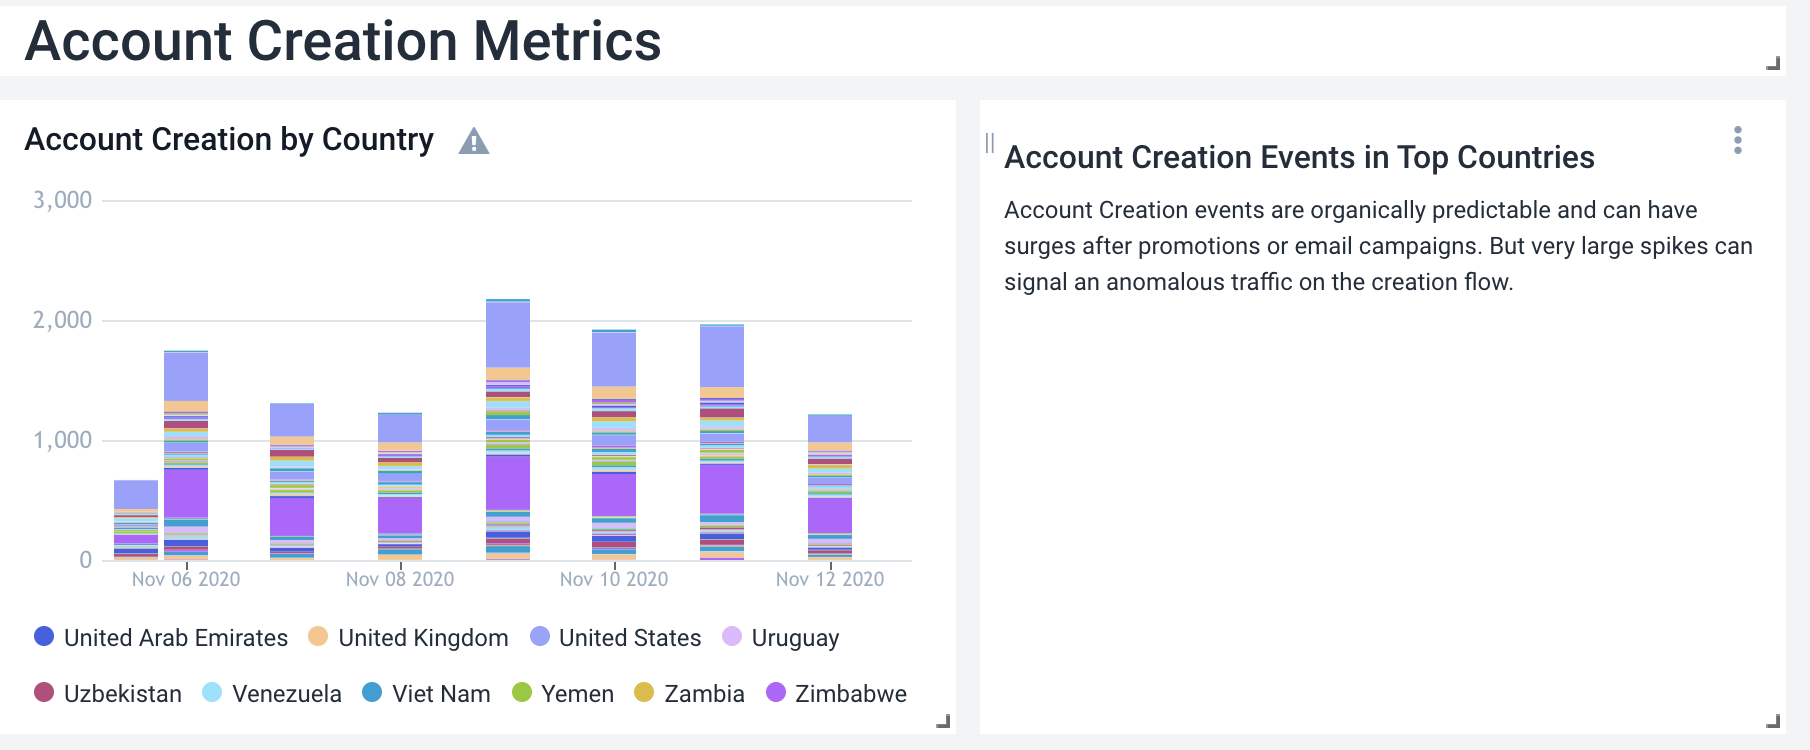 Account Creation Metrics
Account Creation by Country
3,000
2,000
1,000
0
Nov 06 2020 Nov 08 2020 Nov 10 2020 Nov 12 2020
United Arab Emirates United Kingdom United States Uruguay
Uzbekistan Venezuela Viet Nam Yemen Zambia Zimbabwe
Account Creation Events in Top Countries
Account Creation events are organically predictable and can have
surges after promotions or email campaigns. But very large spikes can
signal an anomalous traffic on the creation flow.